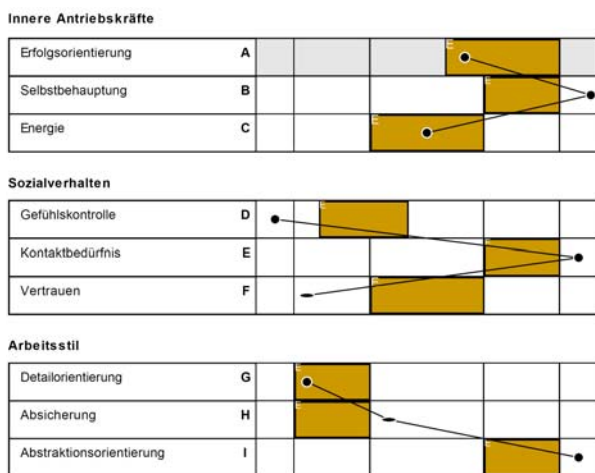 Innere Antriebskräfte
Erfolgsorientierung A E
Selbstbehauptung B E
Energie C E
Sozialverhalten
Gefühlskontrolle D E
Kontaktbedürfnis E E
Vertrauen F E
Arbeitsstil
Detailorientierung G E
Absicherung H E
Abstraktionsorientierung I E